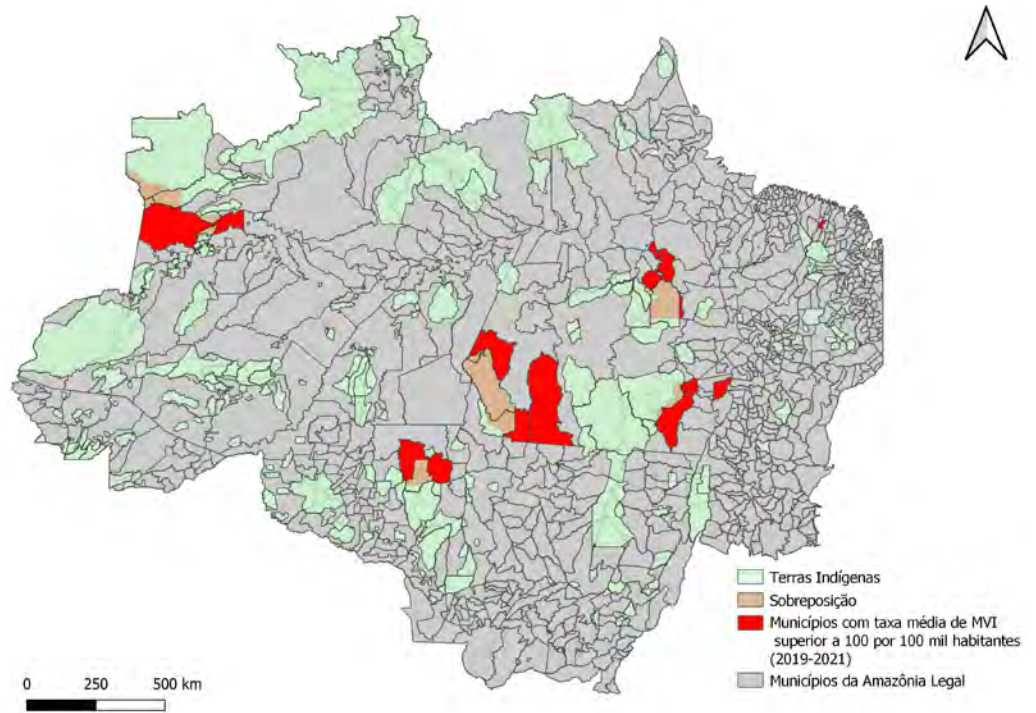 Terras Indígenas
Sobreposição
Municípios com taxa média de MVI
superior a 100 por 100 mil habitantes
(2019-2021)
Municípios da Amazônia Legal
0 250 500 km